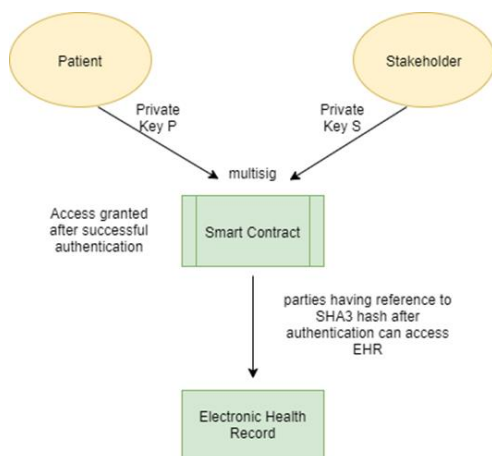 Patient
Stakeholder
Private
Key P
Private
Key S
multisig
Access granted
after successful
authentication
Smart Contract
parties having reference to
SHA3 hash after
authentication can access
EHR
Electronic Health
Record